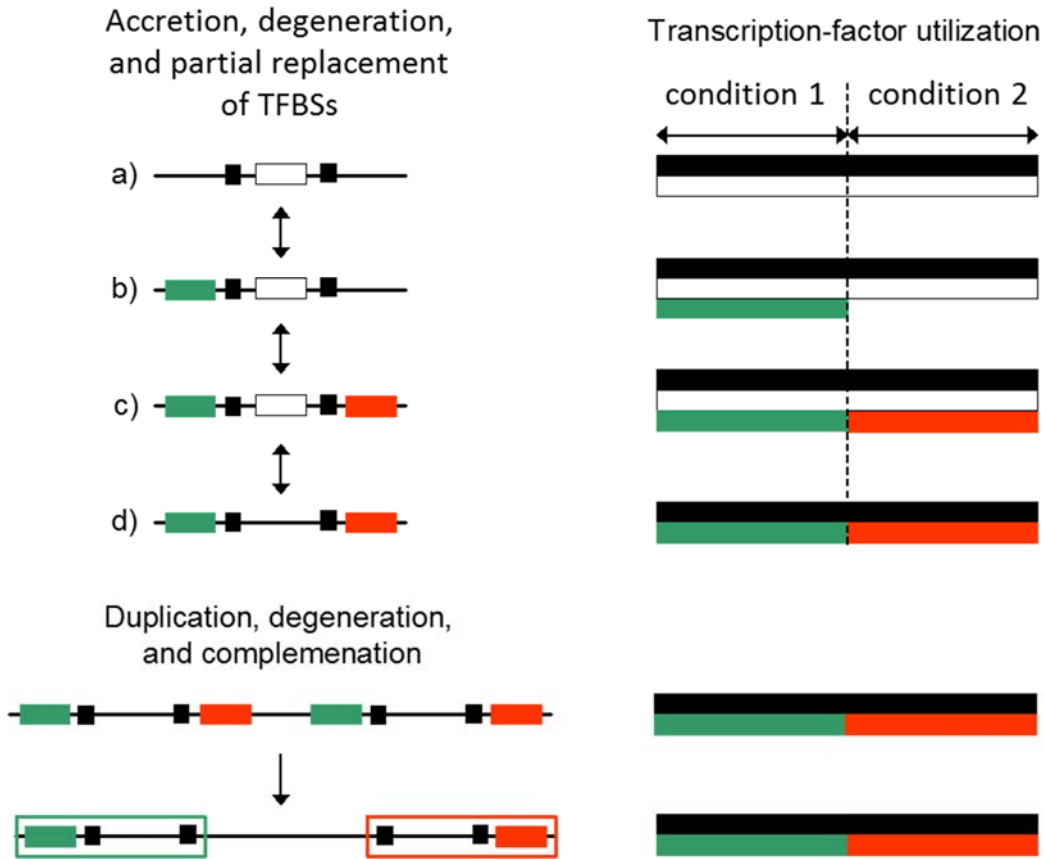 Accretion, degeneration,
and partial replacement
of TFBSs
Transcription-factor utilization
condition 1 condition 2
a)
b)
c)
d)
Duplication, degeneration,
and complemenation